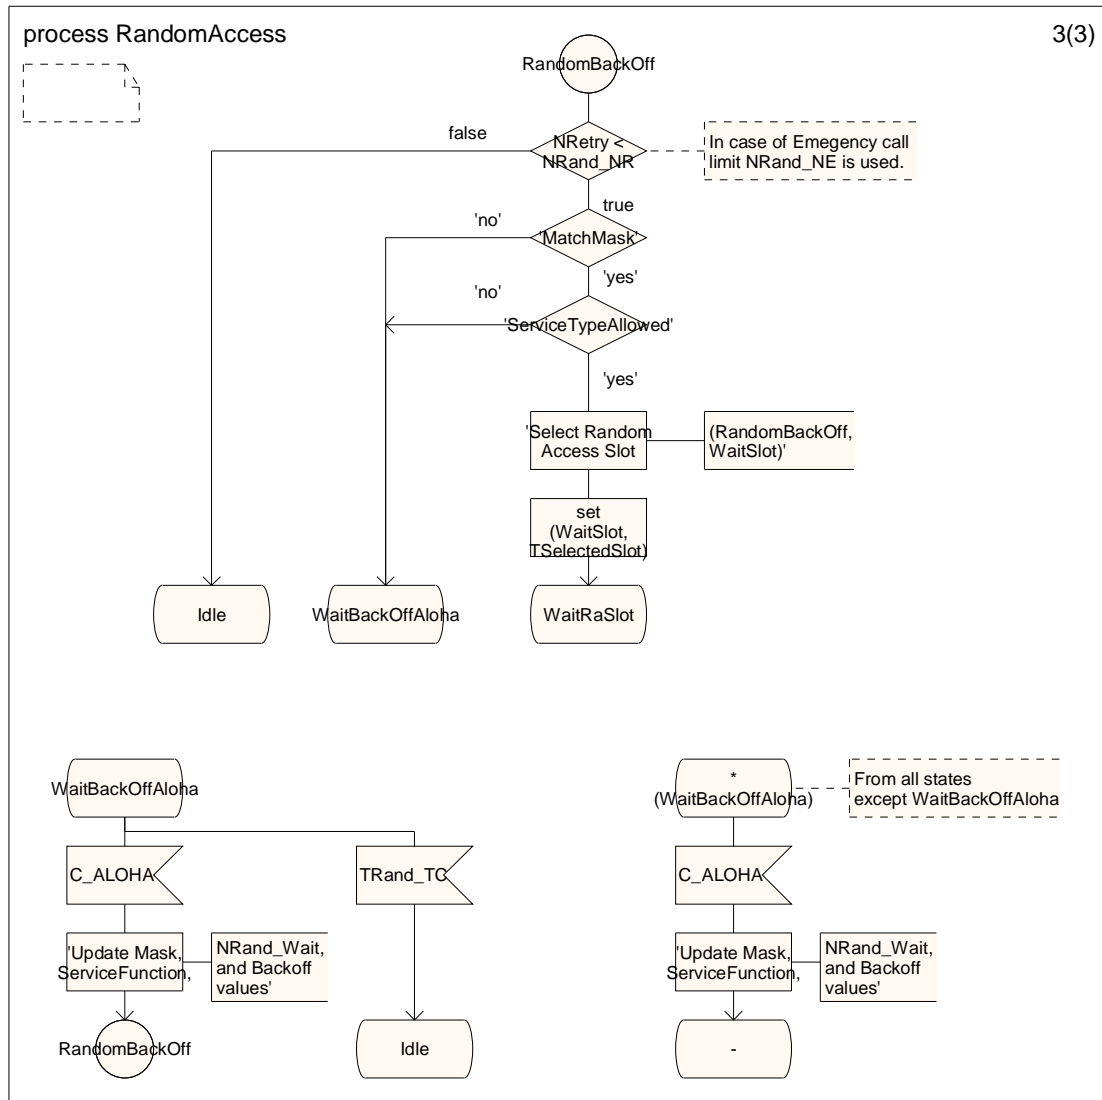 process RandomAccess
3(3)
RandomBackOff
false
NRetry <
NRand_NR
In case of Emegency call
limit NRand_NE is used.
true
'no'
'MatchMask'
'yes'
'no'
'ServiceTypeAllowed'
'yes'
'Select Random
Access Slot
(RandomBackOff,
WaitSlot)'
set
(WaitSlot,
TSelectedSlot)
Idle
WaitBackOffAloha
WaitRaSlot
WaitBackOffAloha
*
(WaitBackOffAloha)
From all states
except WaitBackOffAloha
C_ALOHA
TRand_TO
C_ALOHA
'Update Mask,
ServiceFunction,
NRand_Wait,
and Backoff
values'
'Update Mask,
ServiceFunction,
NRand_Wait,
and Backoff
values'
RandomBackOff
Idle
-